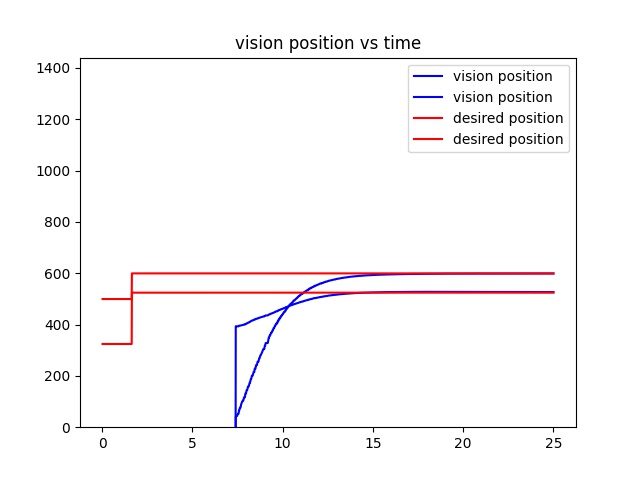 vision position vs time
vision position
vision position
desired position
desired position
1400
1200
1000
800
600
400
200
0
0 5 10 15 20 25